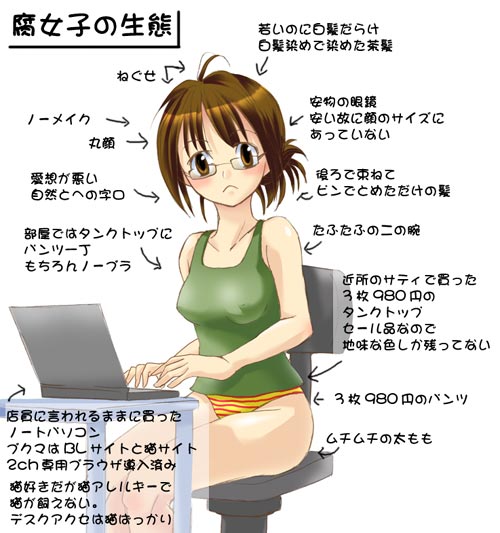 腐女子の生態
若いのに白髪だらけ
白髪染めで染めた茶髪
ねぐせ
ノーメイク
丸顔
安物の眼鏡
安い故に顔のサイズに
あっていない
愛想が悪い
自然とへの字口
後ろで束ねて
ピンでとめただけの髪
部屋ではタンクトップに
パンツ一丁
もちろんノーブラ
たふたふの二の腕
近所のサティで買った
3枚980円の
タンクトップ
セール品なので
地味な色しか残ってない
3枚980円のパンツ
ムチムチの太もも
店員に言われるままに買った
ノートパソコン
ブクマはBLサイトと猫サイト
2ch専用ブラウザ導入済み
猫好きだが猫アレルギーで
猫が飼えない。
デスクアクセは猫ばっかり